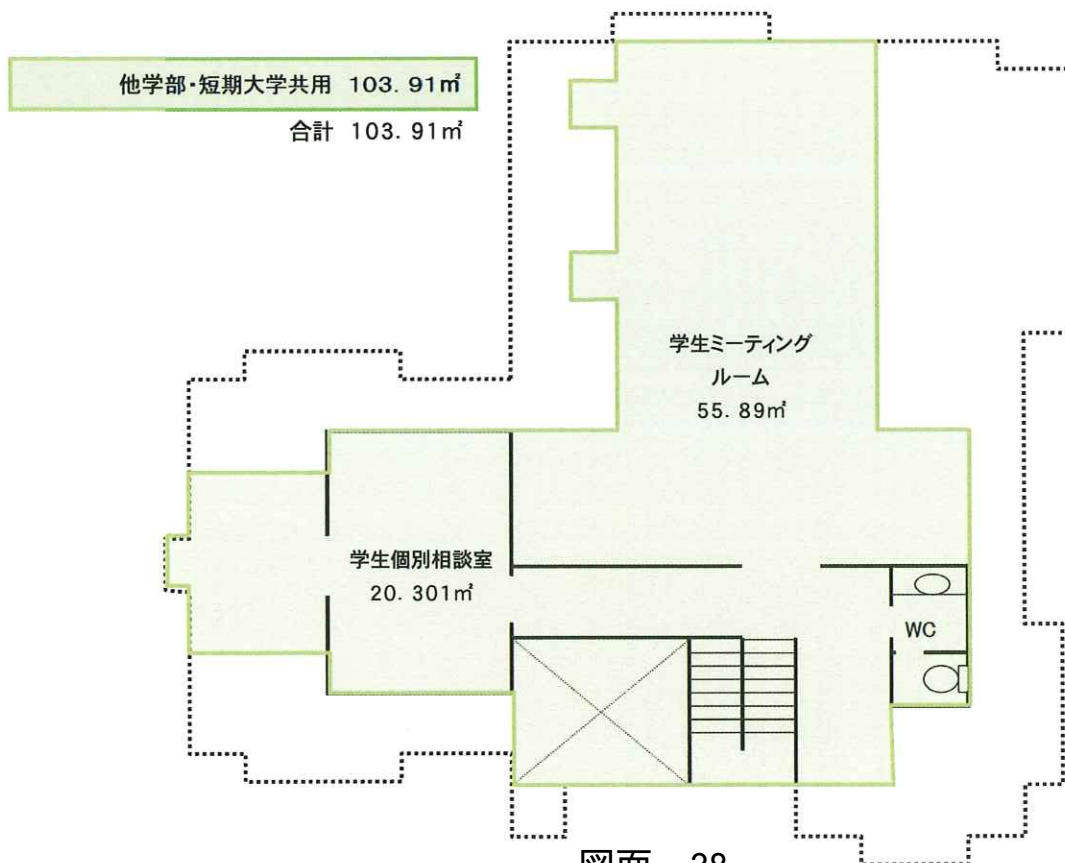 他学部・短期大学共用 103.91㎡
合計 103.91㎡
学生ミーティング
ルーム
55.89㎡
学生個別相談室
20.301㎡
WC
図面 28